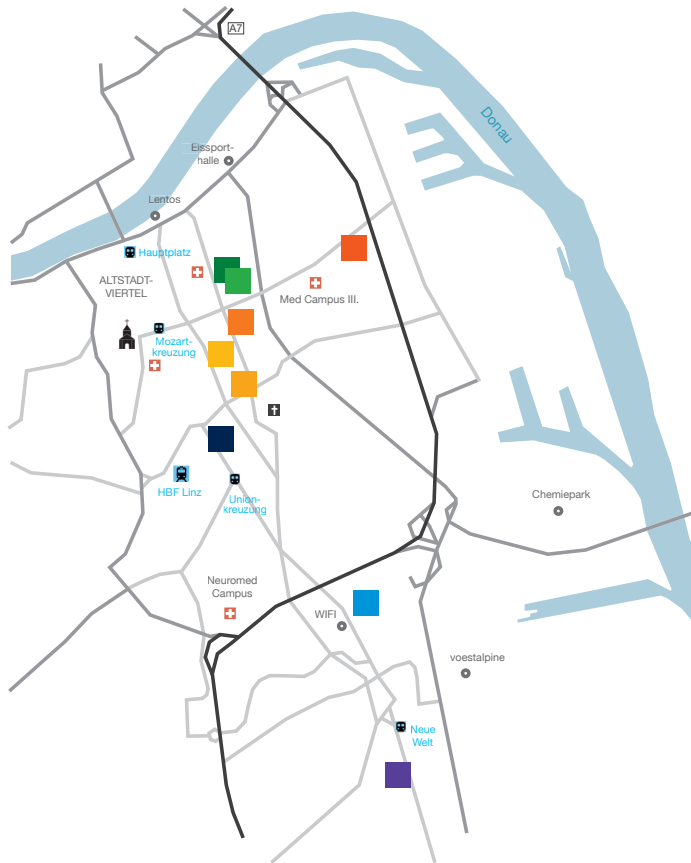 A7
Donau
Eissport-
halle
Lentos
Hauptplatz
ALTSTADT-
VIERTEL
Med Campus III.
Mozart-
kreuzung
HBF Linz
Union-
kreuzung
Chemiepark
Neuromed
Campus
WIFI
voestalpine
Neue
Welt